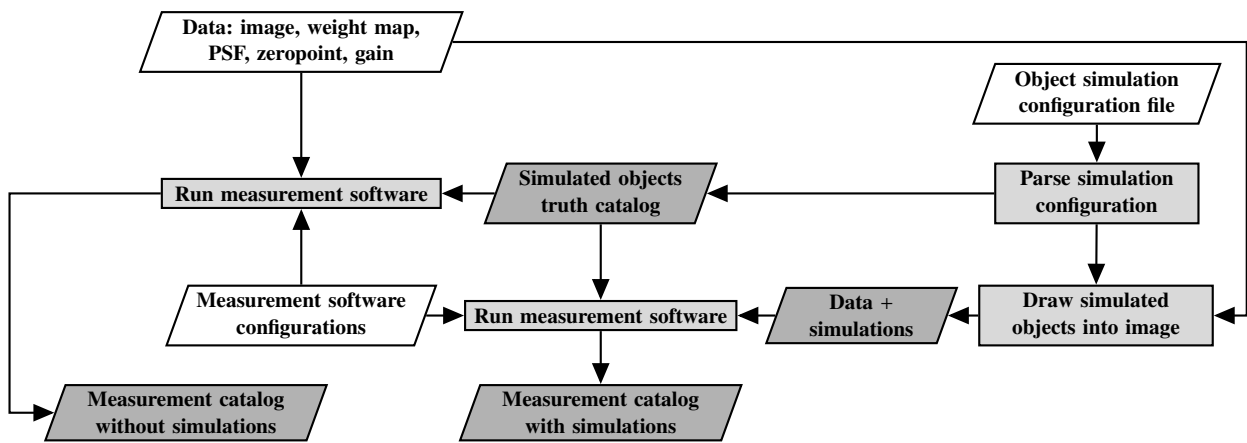 Data: image, weight map,
PSF, zeropoint, gain
Object simulation
configuration file
Run measurement software
Simulated objects
truth catalog
Parse simulation
configuration
Measurement software
configurations
Run measurement software
Data +
simulations
Draw simulated
objects into image
Measurement catalog
without simulations
Measurement catalog
with simulations